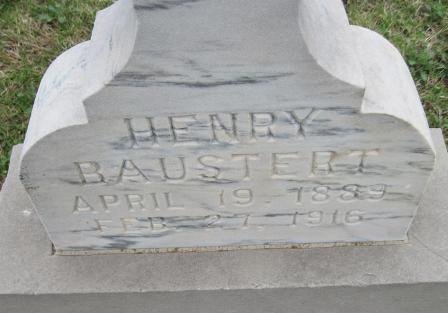 HENRY
BAUSTERT
APRIL 19. 1889
FEB. 27. 1916